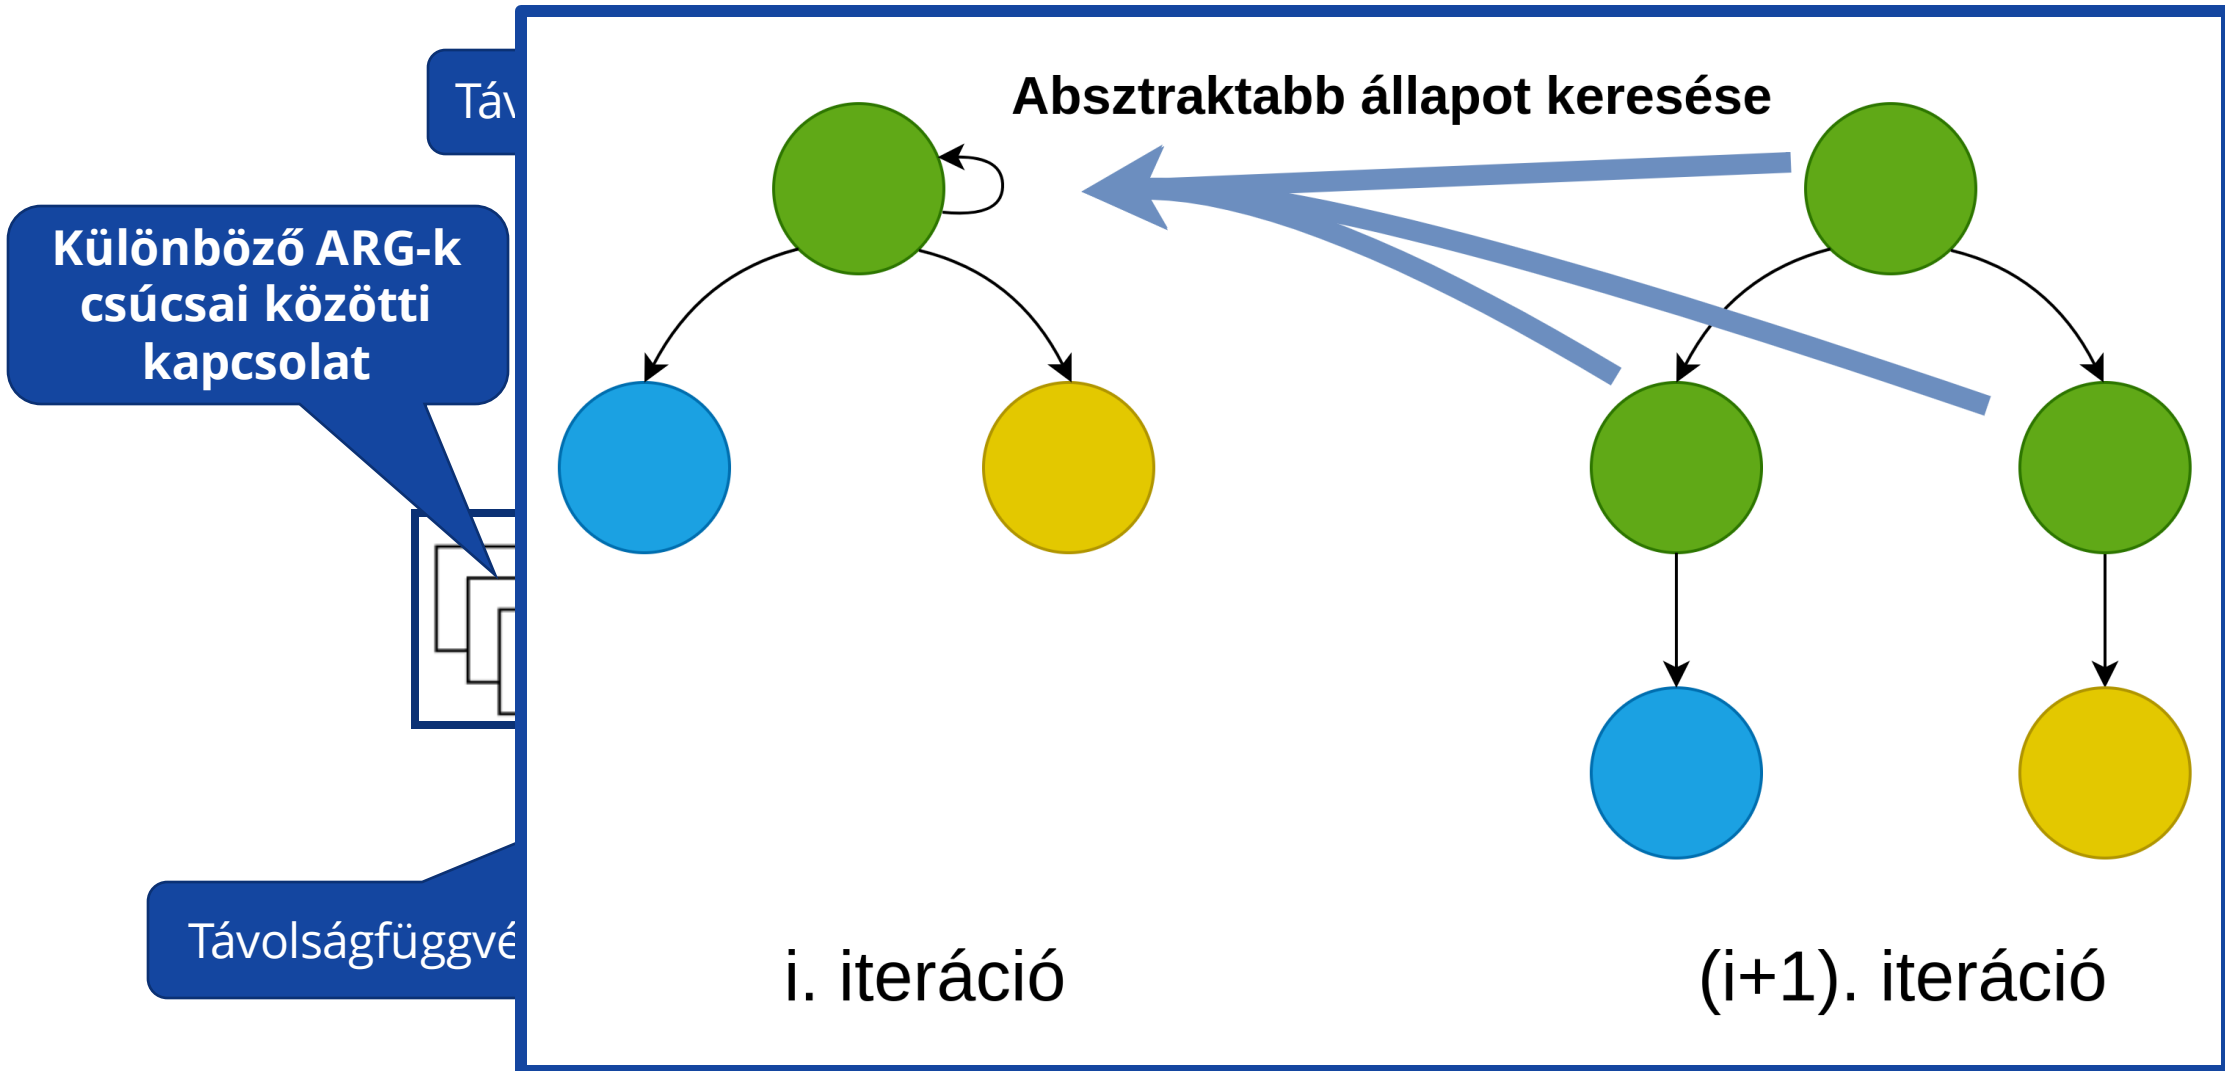 Absztraktabb állapot keresése
Különböző ARG-k
csúcsai közötti
kapcsolat
i. iteráció
(i+1). iteráció